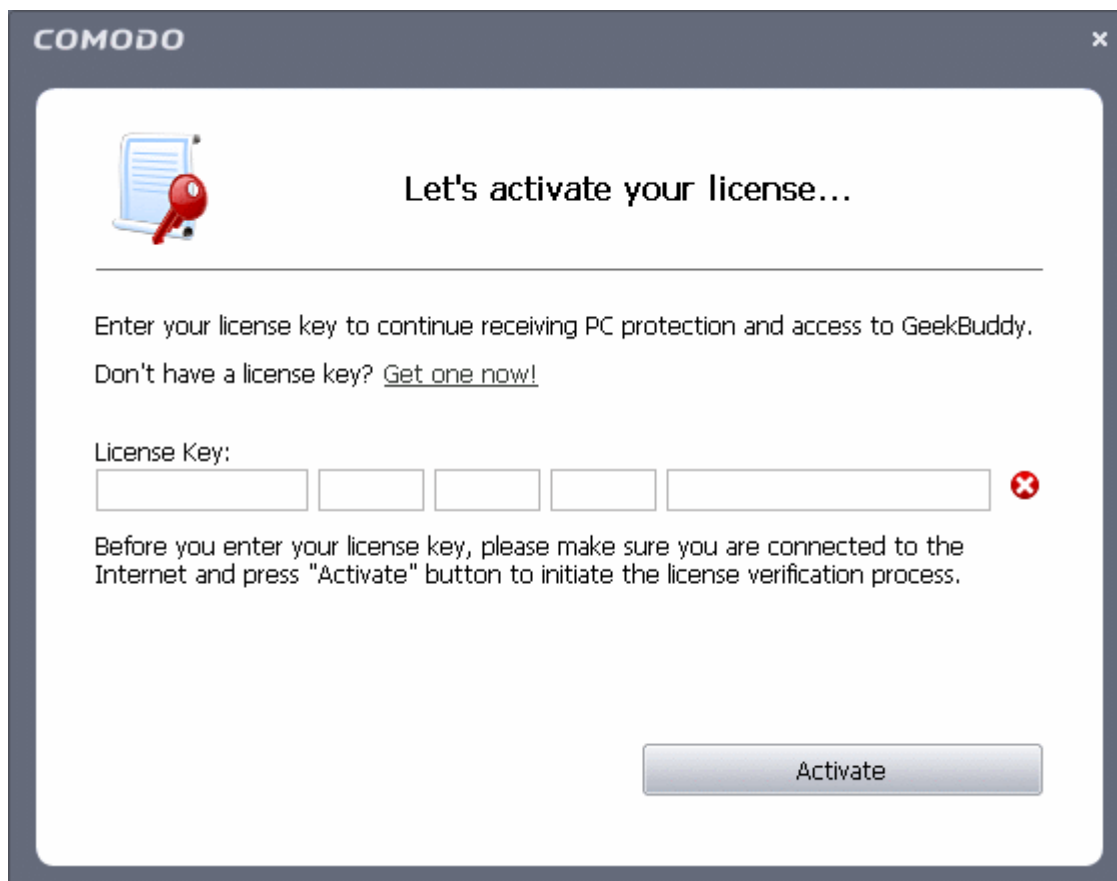 COMODO
Let's activate your license...
Enter your license key to continue receiving PC protection and access to GeekBuddy.
Don't have a license key? Get one now!
License Key:
Before you enter your license key, please make sure you are connected to the
Internet and press "Activate" button to initiate the license verification process.
Activate